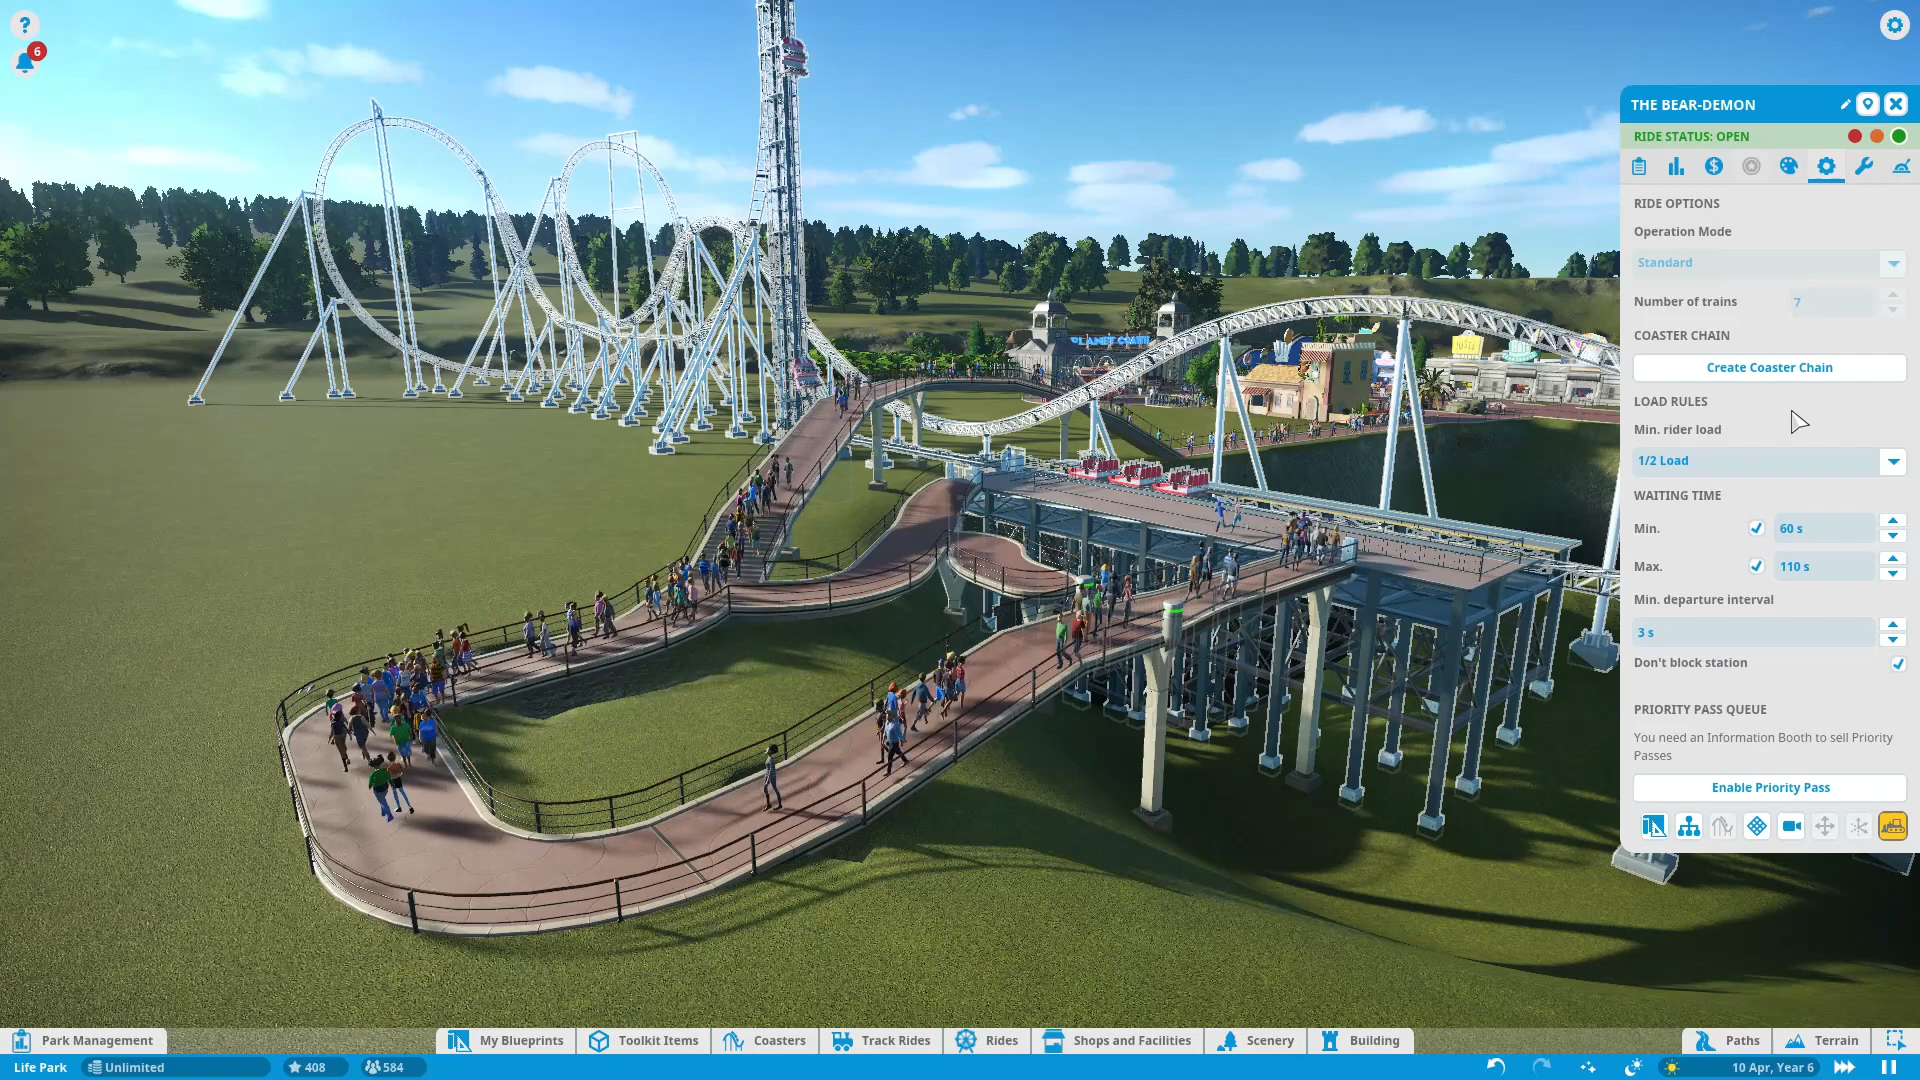 ?
6
THE BEAR-DEMON
RIDE STATUS: OPEN
RIDE OPTIONS
Operation Mode
Standard
Number of trains 7
COASTER CHAIN
Create Coaster Chain
LOAD RULES
Min. rider load
1/2 Load
WAITING TIME
Min. 60 s
Max. 110 s
Min. departure interval
3 s
Don't block station
PRIORITY PASS QUEUE
You need an Information Booth to sell Priority
Passes
Enable Priority Pass
PLANET COASTER
Park Management My Blueprints Toolkit Items Coasters Track Rides Rides Shops and Facilities Scenery Building Paths Terrain
Life Park Unlimited 408 584 10 Apr, Year 6